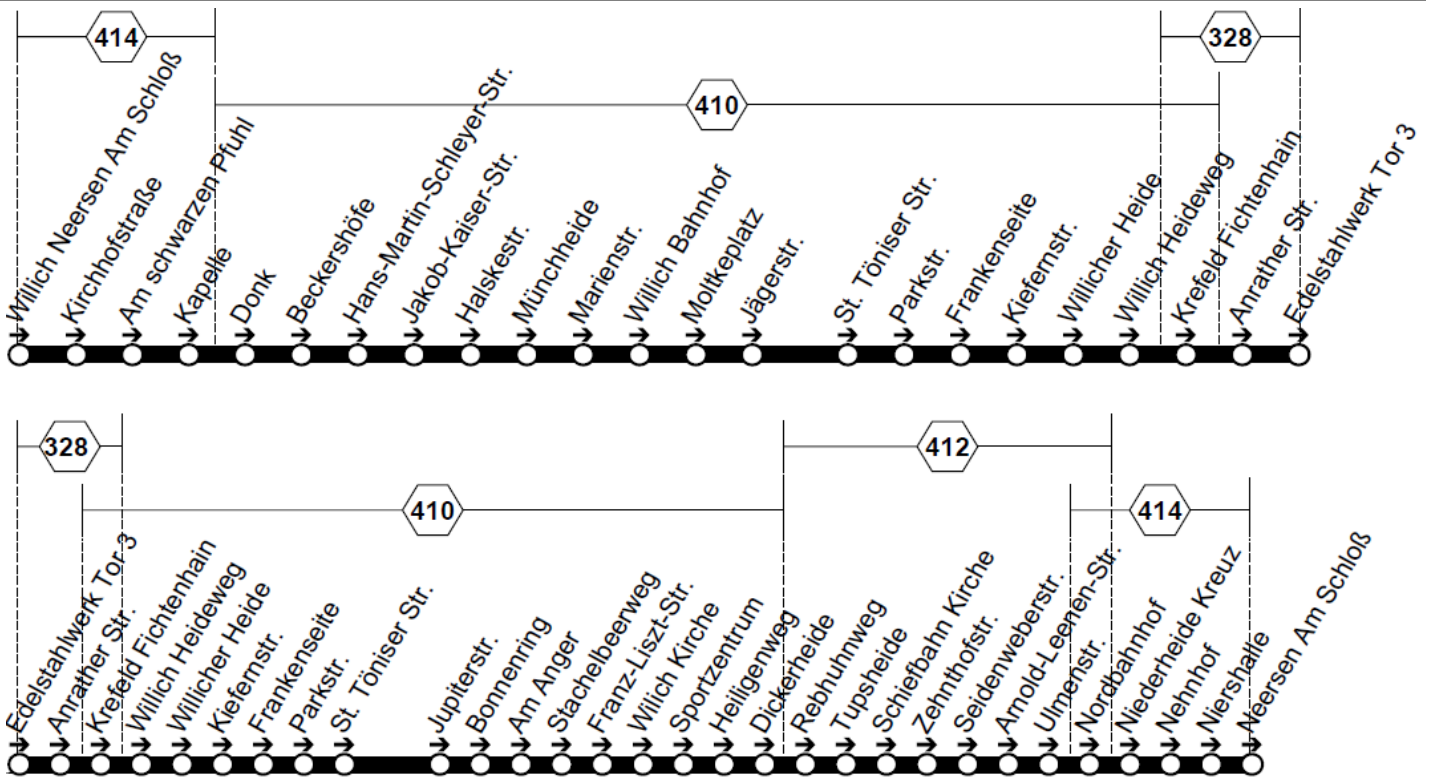 414
328
410
Willich Neersen Am Schloß
Kirchhofstraße
Am schwarzen Pfuhl
Kapelle
Donk
Beckershöfe
Hans-Martin-Schleyer-Str.
Jakob-Kaiser-Str.
Halskestr.
Münchheide
Marienstr.
Willich Bahnhof
Moltkeplatz
Jägerstr.
St. Töniser Str.
Parkstr.
Frankenseite
Kiefernstr.
Willicher Heide
Willich Heideweg
Krefeld Fichtenhain
Anrather Str.
Edelstahlwerk Tor 3
328
412
410
414
Edelstahlwerk Tor 3
Anrather Str.
Krefeld Fichtenhain
Willich Heideweg
Willicher Heide
Kiefernstr.
Frankenseite
Parkstr.
St. Töniser Str.
Jupiterstr.
Bonnenring
Am Anger
Stachelbeerweg
Franz-Liszt-Str.
Wilich Kirche
Sportzentrum
Heiligenweg
Dickerheide
Rebhuhnweg
Tupsheide
Schiefbahn Kirche
Zehnthofstr.
Seidenweberstr.
Arnold-Leenen-Str.
Ulmenstr.
Nordbahnhof
Niederheide Kreuz
Nehnhof
Niershalle
Neersen Am Schloß